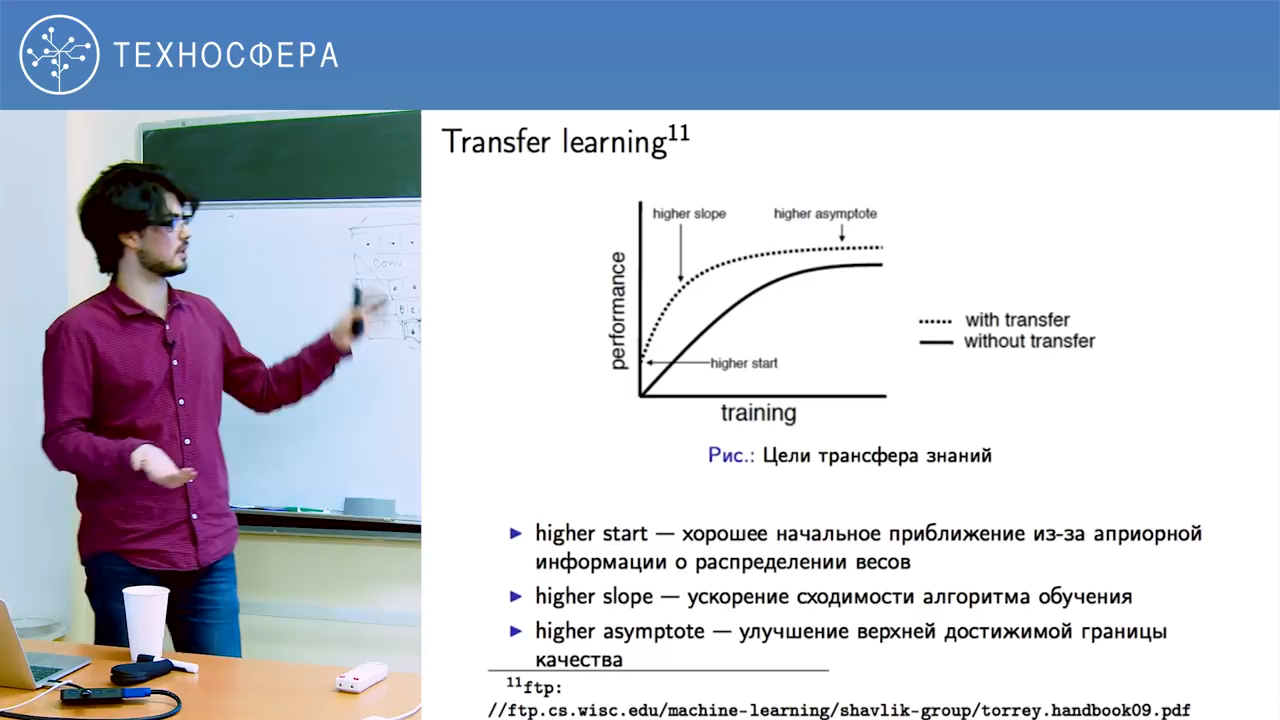 ТЕХНОСФЕРА
Transfer learning11
higher slope
higher asymptote
performance
higher start
training
with transfer
without transfer
Рис.: Цели трансфера знаний
higher start — хорошее начальное приближение из-за априорной
информации о распределении весов
higher slope — ускорение сходимости алгоритма обучения
higher asymptote — улучшение верхней достижимой границы
качества
11ftp:
//ftp.cs.wisc.edu/machine-learning/shavlik-group/torrey.handbook09.pdf